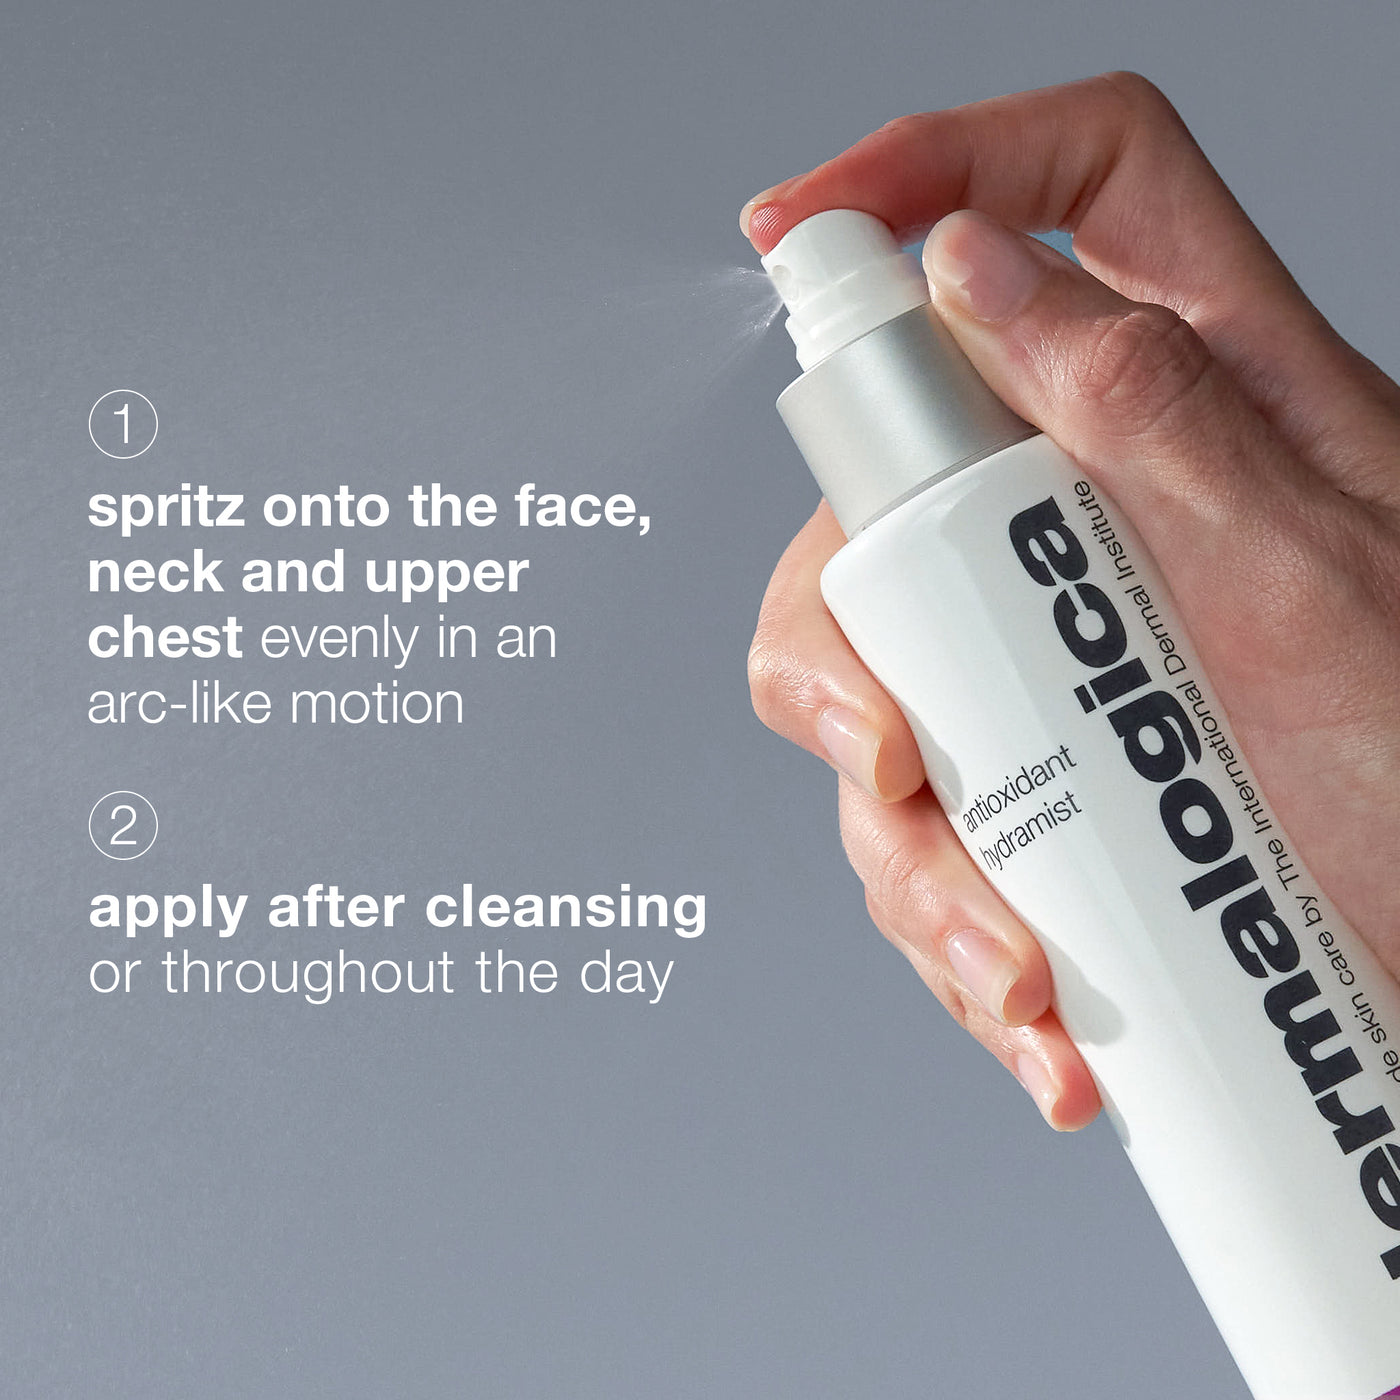 1
spritz onto the face,
neck and upper
chest evenly in an
arc-like motion
2
apply after cleansing
or throughout the day
antioxidant
hydramist
ermalogica
skin care by The International Dermal Institute